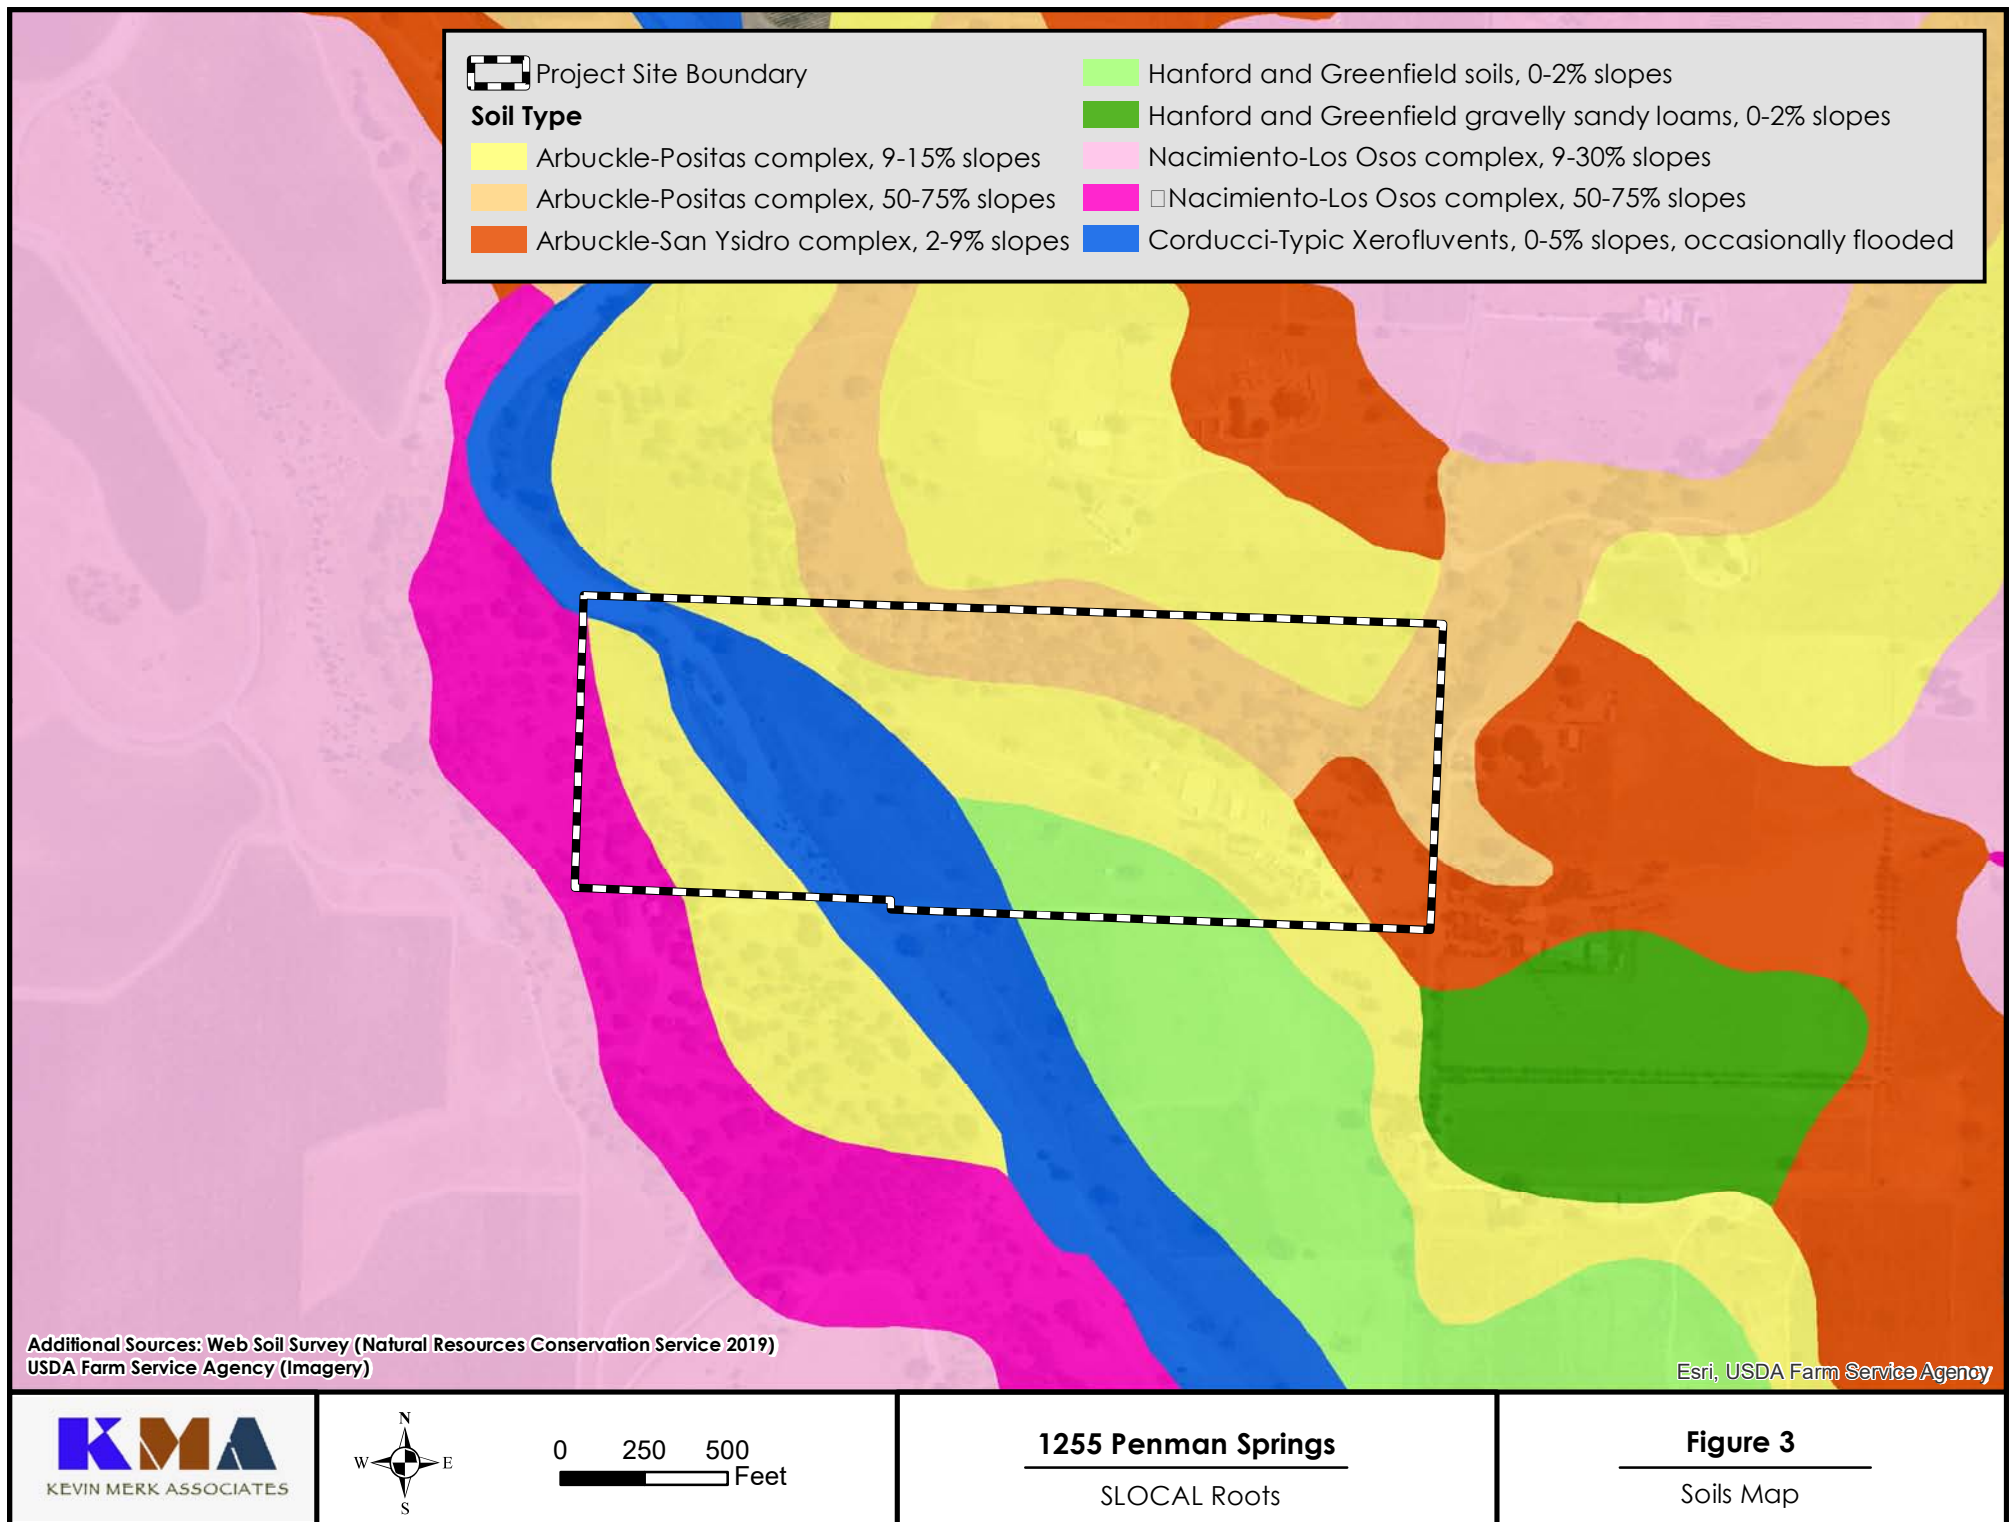 Project Site Boundary
Soil Type
Arbuckle-Positas complex, 9-15% slopes
Arbuckle-Positas complex, 50-75% slopes
Arbuckle-San Ysidro complex, 2-9% slopes
Hanford and Greenfield soils, 0-2% slopes
Hanford and Greenfield gravelly sandy loams, 0-2% slopes
Nacimiento-Los Osos complex, 9-30% slopes
□Nacimiento-Los Osos complex, 50-75% slopes
Corducci-Typic Xerofluvents, 0-5% slopes, occasionally flooded
Additional Sources: Web Soil Survey (Natural Resources Conservation Service 2019)
USDA Farm Service Agency (Imagery)
Esri, USDA Farm Service Agency
KMA
KEVIN MERK ASSOCIATES
N
W E
S
0 250 500
Feet
1255 Penman Springs
SLOCAL Roots
Figure 3
Soils Map